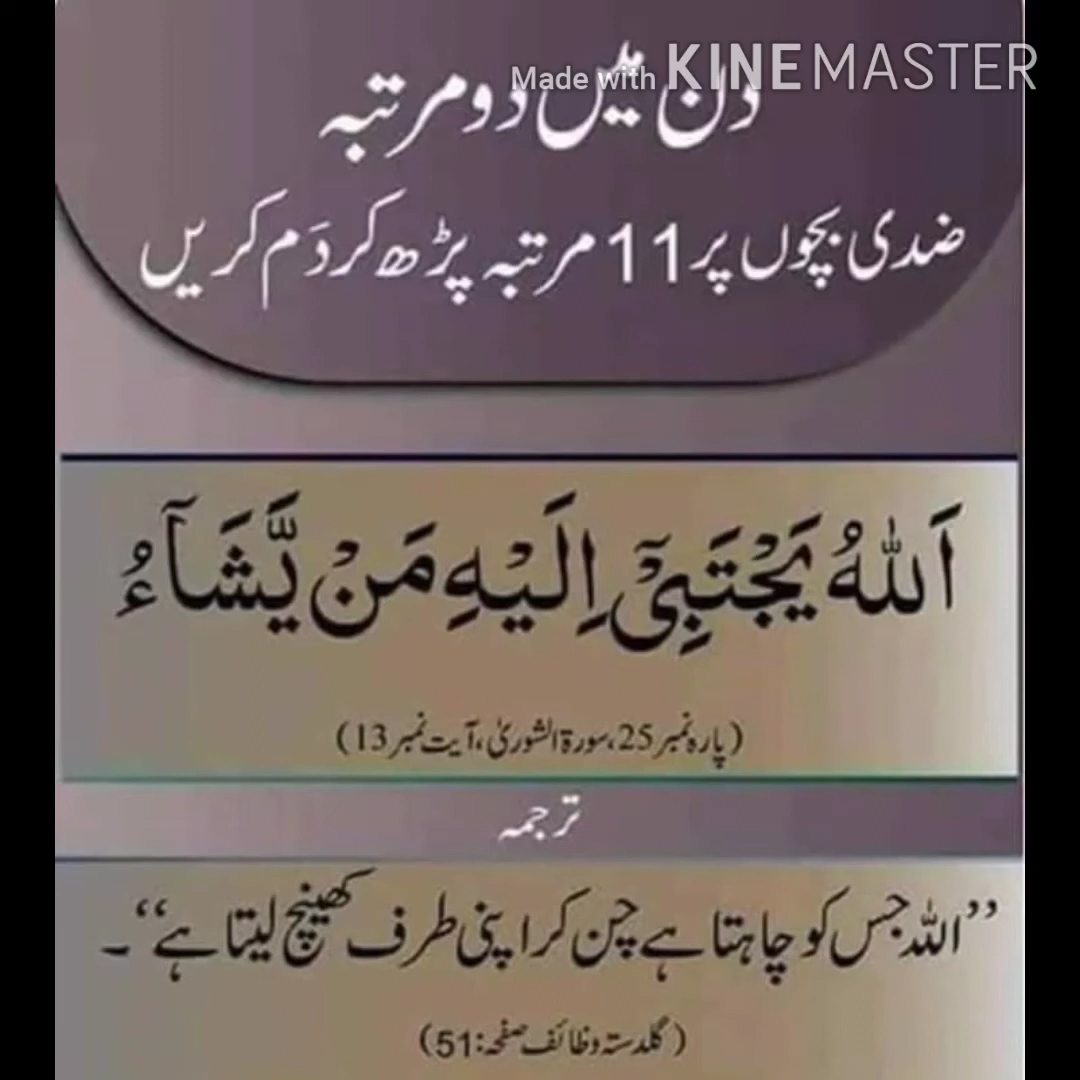 Made with KINEMASTER
دن میں دو مرتبہ
ضدی بچوں پر 11 مرتبہ پڑھ کر دَم کریں
اَللّٰهُ يَجْتَبِىْۤ اِلَيْهِ مَنْ يَّشَآءُ
(پارہ نمبر 25، سورۃ الشوریٰ، آیت نمبر 13)
ترجمہ
”اللہ جس کو چاہتا ہے چن کر اپنی طرف کھینچ لیتا ہے“۔
(گلدستہ وظائف صفحہ: 51)